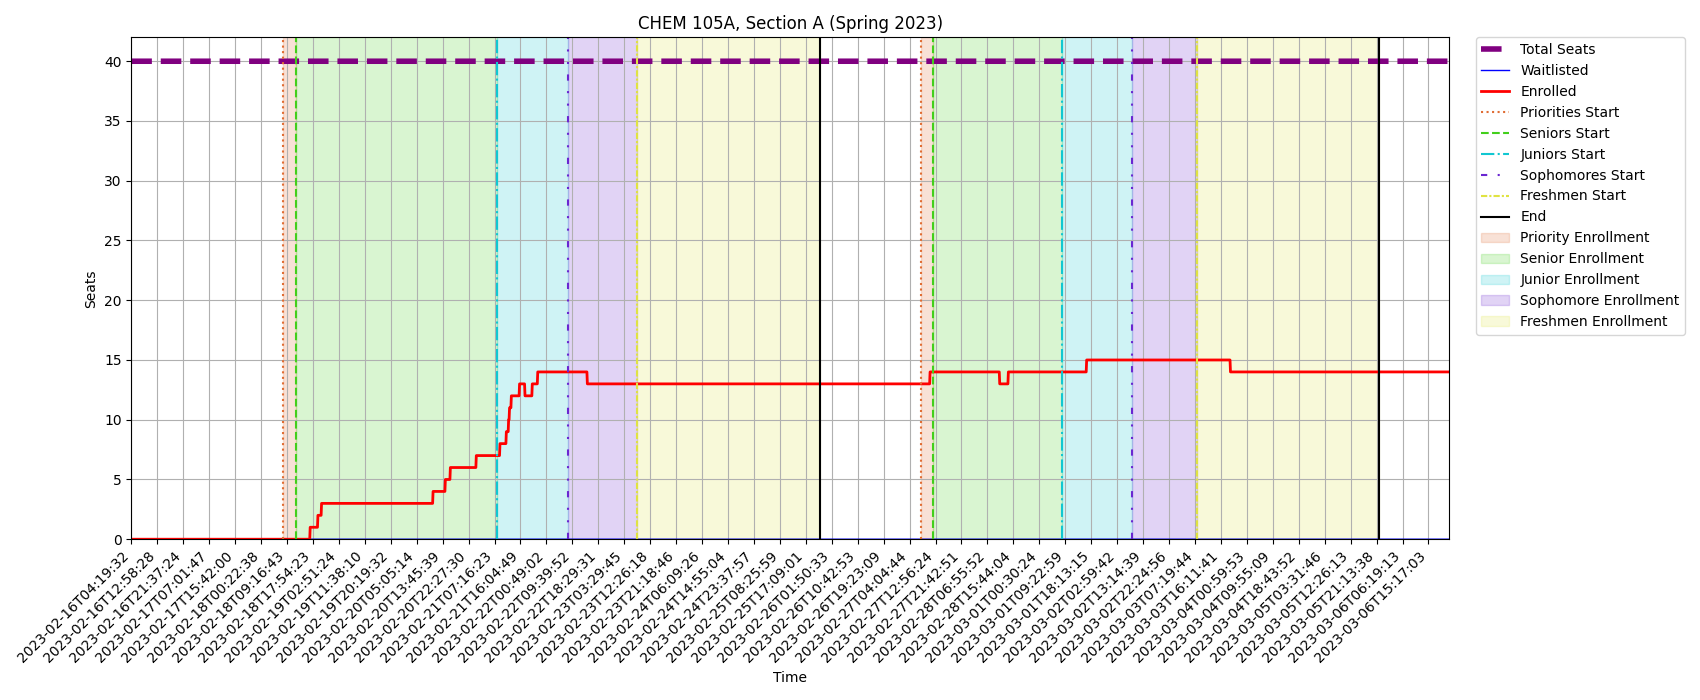 CHEM 105A, Section A (Spring 2023)
Seats
40
35
30
25
20
15
10
5
0
2023-02-16T04:19:32
2023-02-16T12:58:28
2023-02-16T21:37:24
2023-02-17T07:01:47
2023-02-17T15:42:00
2023-02-18T00:22:38
2023-02-18T09:16:43
2023-02-18T17:54:23
2023-02-19T02:51:24
2023-02-19T11:38:10
2023-02-19T20:19:32
2023-02-20T05:05:14
2023-02-20T13:45:39
2023-02-20T22:27:30
2023-02-21T07:16:23
2023-02-21T16:04:49
2023-02-22T00:49:02
2023-02-22T09:39:52
2023-02-22T18:29:31
2023-02-23T03:29:45
2023-02-23T12:26:18
2023-02-23T21:18:46
2023-02-24T06:09:26
2023-02-24T14:55:04
2023-02-24T23:37:57
2023-02-25T08:25:59
2023-02-25T17:09:01
2023-02-26T01:50:33
2023-02-26T10:42:53
2023-02-26T19:23:09
2023-02-27T04:04:44
2023-02-27T12:56:24
2023-02-27T21:42:51
2023-02-28T06:55:52
2023-02-28T15:44:04
2023-03-01T00:30:24
2023-03-01T09:22:59
2023-03-01T18:13:15
2023-03-02T02:59:42
2023-03-02T13:14:39
2023-03-02T22:24:56
2023-03-03T07:19:44
2023-03-03T16:11:41
2023-03-04T00:59:53
2023-03-04T09:55:09
2023-03-04T18:43:52
2023-03-05T03:31:46
2023-03-05T12:26:13
2023-03-05T21:13:38
2023-03-06T06:19:13
2023-03-06T15:17:03
Time
Total Seats
Waitlisted
Enrolled
Priorities Start
Seniors Start
Juniors Start
Sophomores Start
Freshmen Start
End
Priority Enrollment
Senior Enrollment
Junior Enrollment
Sophomore Enrollment
Freshmen Enrollment